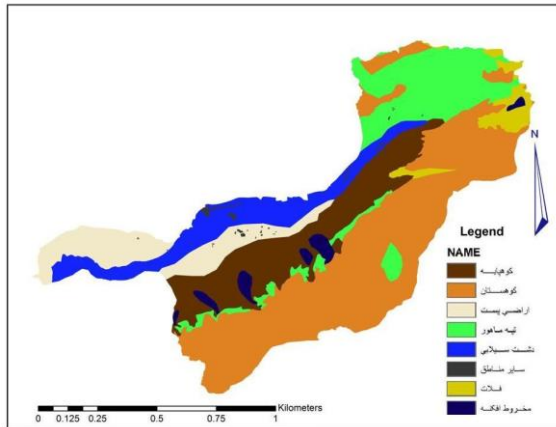 N
Legend
NAME
کوهپایه
کوهستان
اراضی پست
تپه ماهور
دشت سیلابی
سایر مناطق
فلات
مخروط افکنه
Kilometers
0 0.125 0.25 0.5 0.75 1